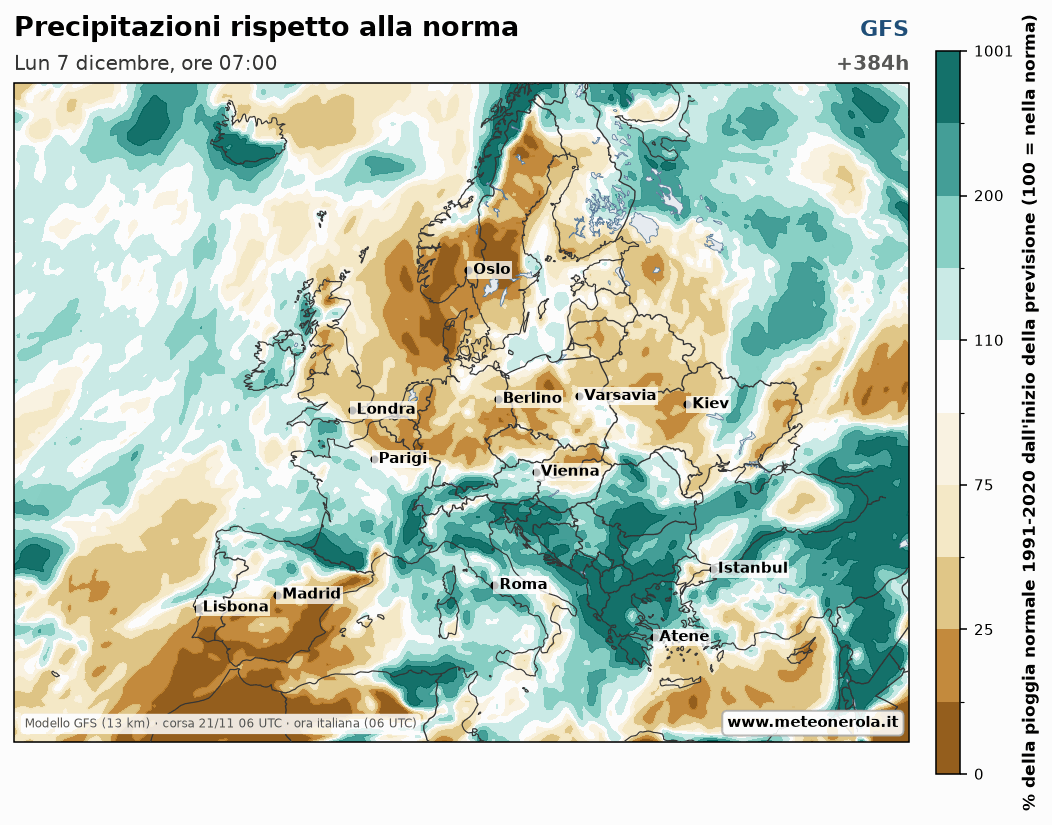 Precipitazioni rispetto alla norma
GFS
Lun 7 dicembre, ore 07:00
+384h
1001
200
110
75
25
0
% della pioggia normale 1991-2020 dall'inizio della previsione (100 = nella norma)
Oslo
Berlino
Varsavia
Kiev
Londra
Parigi
Vienna
Istanbul
Roma
Madrid
Lisbona
Atene
Modello GFS (13 km) · corsa 21/11 06 UTC · ora italiana (06 UTC)
www.meteonerola.it